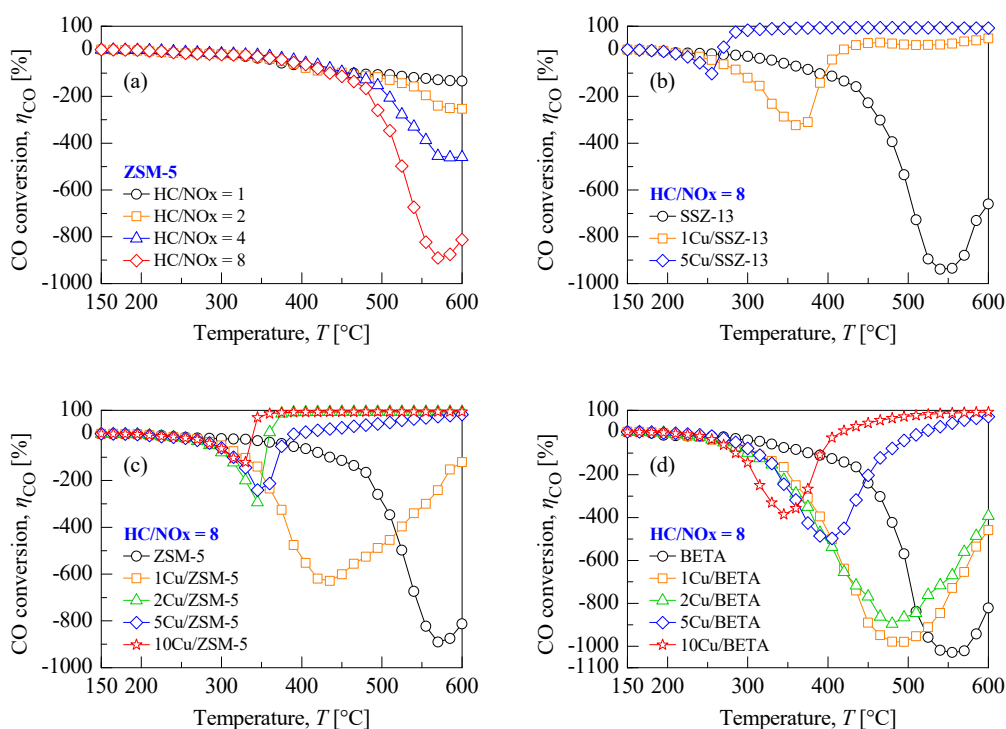 CO conversion, ηCO [%]
100
0
-200
-400
-600
-800
-1000
(a)
ZSM-5
HC/NOx = 1
HC/NOx = 2
HC/NOx = 4
HC/NOx = 8
150 200 300 400 500 600
Temperature, T [°C]
CO conversion, ηCO [%]
100
0
-200
-400
-600
-800
-1000
(b)
HC/NOx = 8
SSZ-13
1Cu/SSZ-13
5Cu/SSZ-13
150 200 300 400 500 600
Temperature, T [°C]
CO conversion, ηCO [%]
100
0
-200
-400
-600
-800
-1000
(c)
HC/NOx = 8
ZSM-5
1Cu/ZSM-5
2Cu/ZSM-5
5Cu/ZSM-5
10Cu/ZSM-5
150 200 300 400 500 600
Temperature, T [°C]
CO conversion, ηCO [%]
100
0
-200
-400
-600
-800
-1000
-1100
(d)
HC/NOx = 8
BETA
1Cu/BETA
2Cu/BETA
5Cu/BETA
10Cu/BETA
150 200 300 400 500 600
Temperature, T [°C]